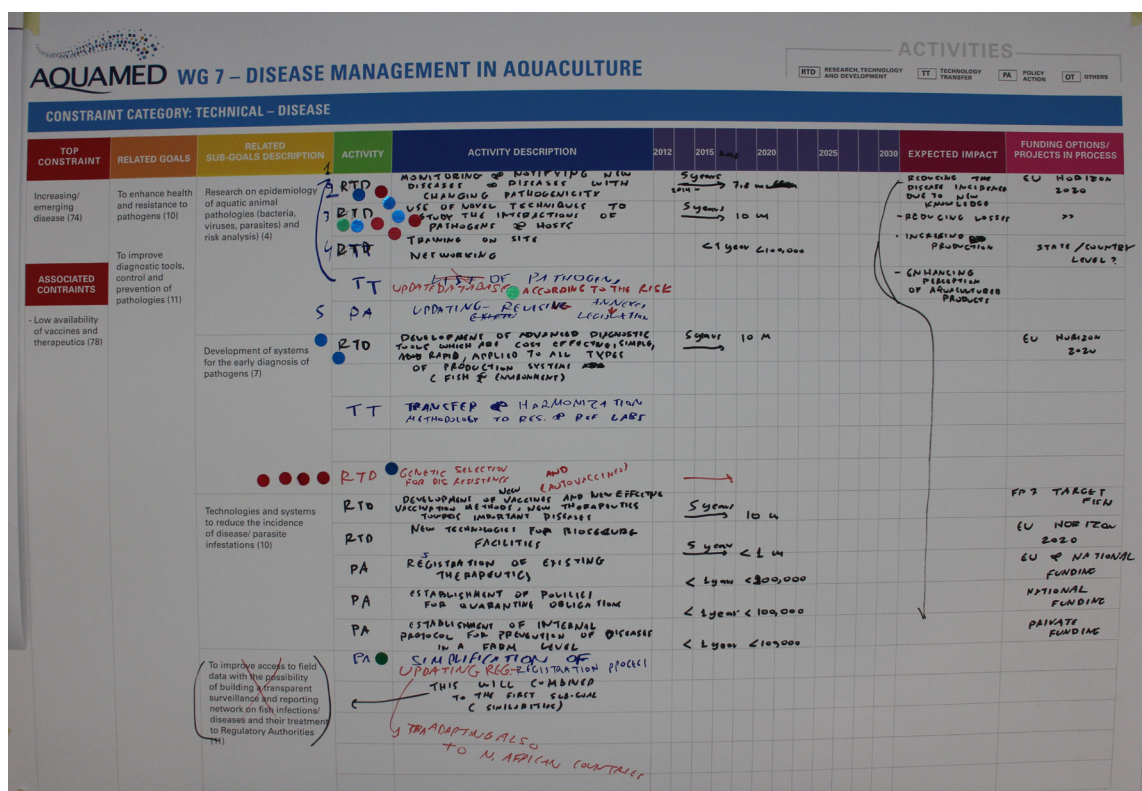 AQUAMED WG 7 – DISEASE MANAGEMENT IN AQUACULTURE
ACTIVITIES
RTD RESEARCH, TECHNOLOGY AND DEVELOPMENT
TT TECHNOLOGY TRANSFER
PA POLICY ACTION
OT OTHERS
CONSTRAINT CATEGORY: TECHNICAL – DISEASE
TOP CONSTRAINT
RELATED GOALS
RELATED SUB-GOALS DESCRIPTION
ACTIVITY
ACTIVITY DESCRIPTION
2012 2015 2020 2025 2030
EXPECTED IMPACT
FUNDING OPTIONS/ PROJECTS IN PROCESS
Increasing/
emerging
disease (74)
ASSOCIATED
CONTRAINTS
- Low availability
of vaccines and
therapeutics (78)
To enhance health
and resistance to
pathogens (10)
To improve
diagnostic tools,
control and
prevention of
pathologies (11)
Research on epidemiology
of aquatic animal
pathologies (bacteria,
viruses, parasites) and
risk analysis) (4)
1
2 RTD
MONITORING & NOTIFYING NEW
DISEASES & DISEASES WITH
CHANGING PATHOGENICITY
5 years
2014 -
3 RTD
USE OF NOVEL TECHNIQUES TO
STUDY THE INTERACTIONS OF
PATHOGENS & HOSTS
5 years 10 M
4
TRAINING ON SITE
NETWORKING
<1 year <100,000
TT
LIST OF PATHOGEN,
UPDATE DATABASE ACCORDING TO THE RISK
5 PA
UPDATING - REVISING ANNEXES
LEGISLATION
- REDUCING THE
DISEASE INCIDENCE
DUE TO NEW
KNOWLEDGE
- REDUCING LOSSES
- INCREASING
PRODUCTION
- ENHANCING
PERCEPTION
OF AQUACULTURED
PRODUCTS
EU HORIZON
2020
"
STATE/COUNTRY
LEVEL?
Development of systems
for the early diagnosis of
pathogens (7)
RTD
DEVELOPMENT OF ADVANCED DIAGNOSTIC
TOOLS WHICH ARE COST EFFECTIVE, SIMPLE,
AND RAPID, APPLIED TO ALL TYPES
OF PRODUCTION SYSTEMS
( FISH & ENVIRONMENT)
5 years 10 M
EU HORIZON
2020
TT
TRANSFER & HARMONIZATION
METHODOLOGY TO RES. & REF LABS
RTD
GENETIC SELECTION AND
FOR DIS RESISTANCE (AUTOVACCINES)
Technologies and systems
to reduce the incidence
of disease/ parasite
infestations (10)
RTD
NEW
DEVELOPMENT OF VACCINES AND NEW EFFECTIVE
VACCINATION METHODS, NEW THERAPEUTICS
TOWARDS IMPORTANT DISEASES
5 years 10 M
FP7 TARGET
FISH
RTD
NEW TECHNOLOGIES FOR BIOSECURE
FACILITIES
5 years <1 M
EU HORIZON
2020
PA
REGISTRATION OF EXISTING
THERAPEUTICS
<1 year
EU & NATIONAL
FUNDING
PA
ESTABLISHMENT OF POLICIES
FOR QUARANTINE OBLIGATION
<1 year <100,000
NATIONAL
FUNDING
PA
ESTABLISHMENT OF INTERNAL
PROTOCOL FOR PREVENTION OF DISEASES
IN A FARM LEVEL
<1 year <100,000
PRIVATE
FUNDING
PA
SIMPLIFICATION OF
UPDATING REG. REGISTRATION PROCESS
To improve access to field
data with the possibility
of building a transparent
surveillance and reporting
network on fish infections/
diseases and their treatment
to Regulatory Authorities
(11)
THIS WILL COMBINED
TO THE FIRST SUB-GOAL
( SIMILARITIES)
ADAPTING ALSO
TO N. AFRICAN COUNTRIES